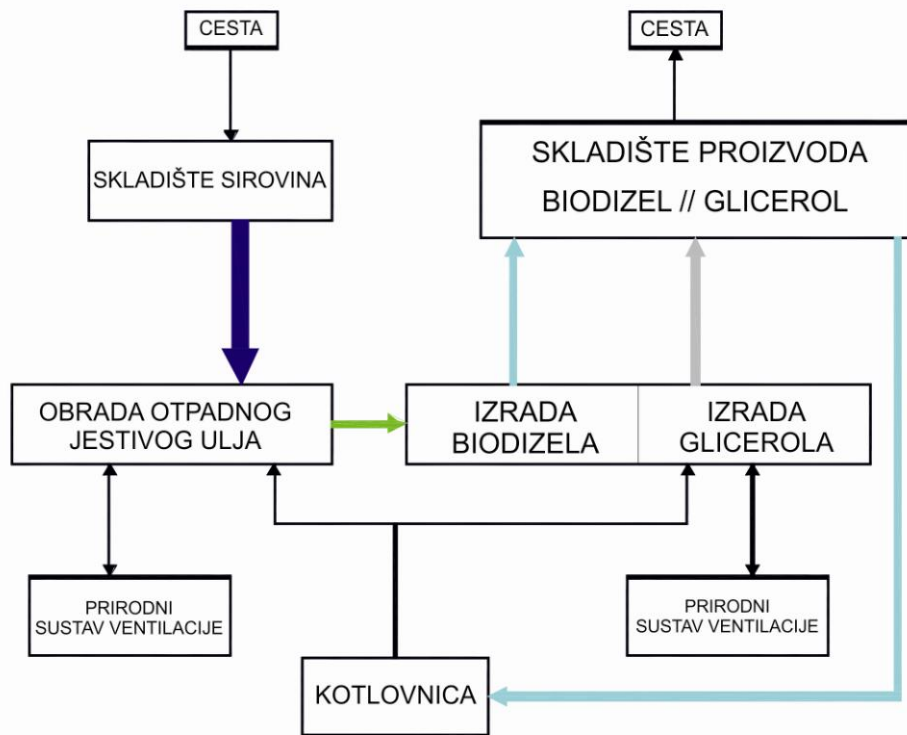 CESTA
CESTA
SKLADIŠTE SIROVINA
SKLADIŠTE PROIZVODA
BIODIZEL // GLICEROL
OBRADA OTPADNOG
JESTIVOG ULJA
IZRADA
BIODIZELA
IZRADA
GLICEROLA
PRIRODNI
SUSTAV VENTILACIJE
PRIRODNI
SUSTAV VENTILACIJE
KOTLOVNICA